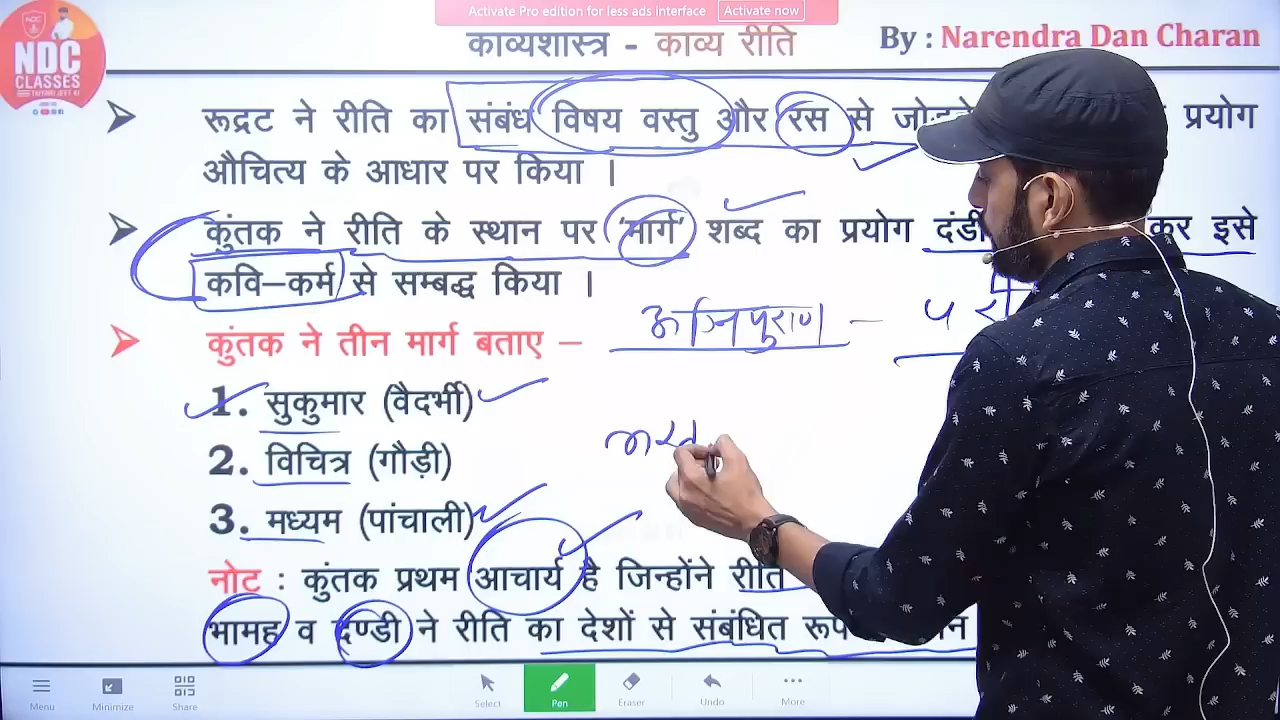 Activate Pro edition for less ads interface Activate now
NDC
CLASSES
काव्यशास्त्र - काव्य रीति
By : Narendra Dan Charan
रूद्रट ने रीति का संबंध विषय वस्तु और रस से प्रयोग
औचित्य के आधार पर किया ।
कुंतक ने रीति के स्थान पर 'मार्ग' शब्द का प्रयोग दंडी कर इसे
कवि–कर्म से सम्बद्ध किया ।
कुंतक ने तीन मार्ग बताए –
अग्निपुराण –
1. सुकुमार (वैदर्भी)
2. विचित्र (गौड़ी)
3. मध्यम (पांचाली)
नोट : कुंतक प्रथम आचार्य है जिन्होंने रीति
भामह व दण्डी ने रीति का देशों से संबंधित
Menu
Minimize
Share
Select
Pen
Eraser
Undo
More